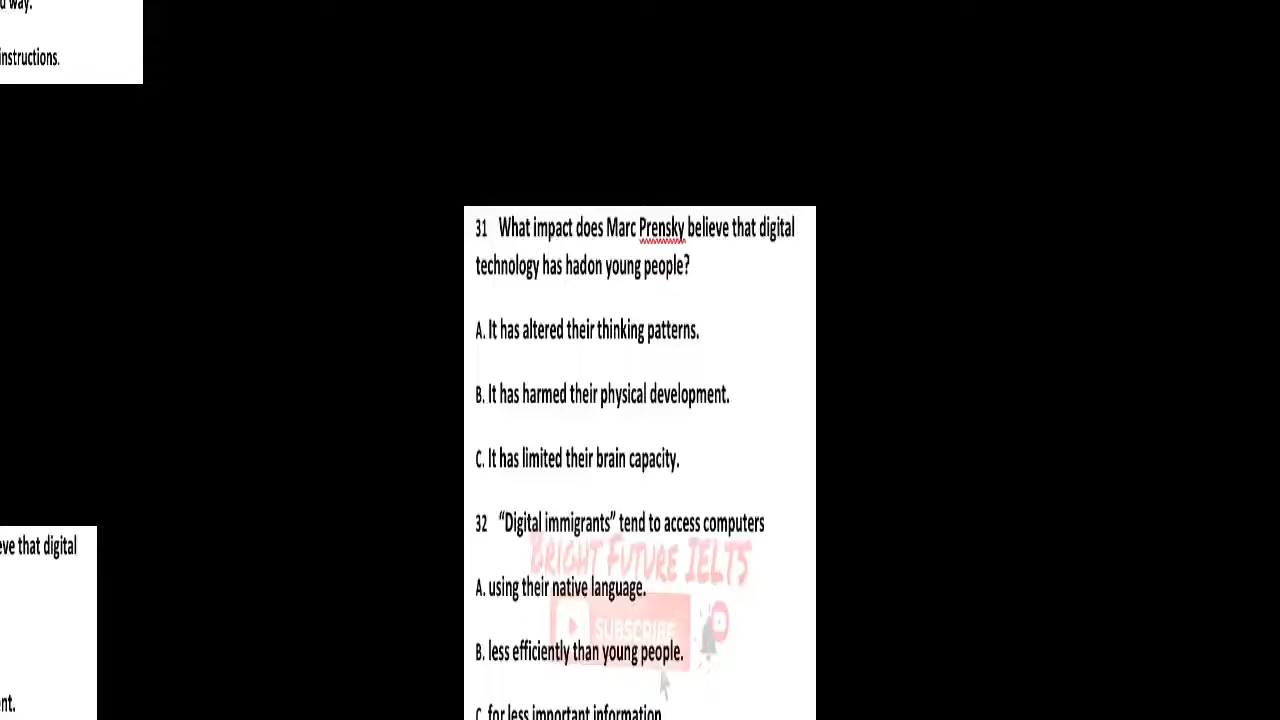 d way.
instructions.
31 What impact does Marc Prensky believe that digital
technology has hadon young people?
A. It has altered their thinking patterns.
B. It has harmed their physical development.
C. It has limited their brain capacity.
32 “Digital immigrants” tend to access computers
BRIGHT FUTURE IELTS
A. using their native language.
SUBSCRIBE
B. less efficiently than young people.
C. for less important information.
eve that digital
nt.